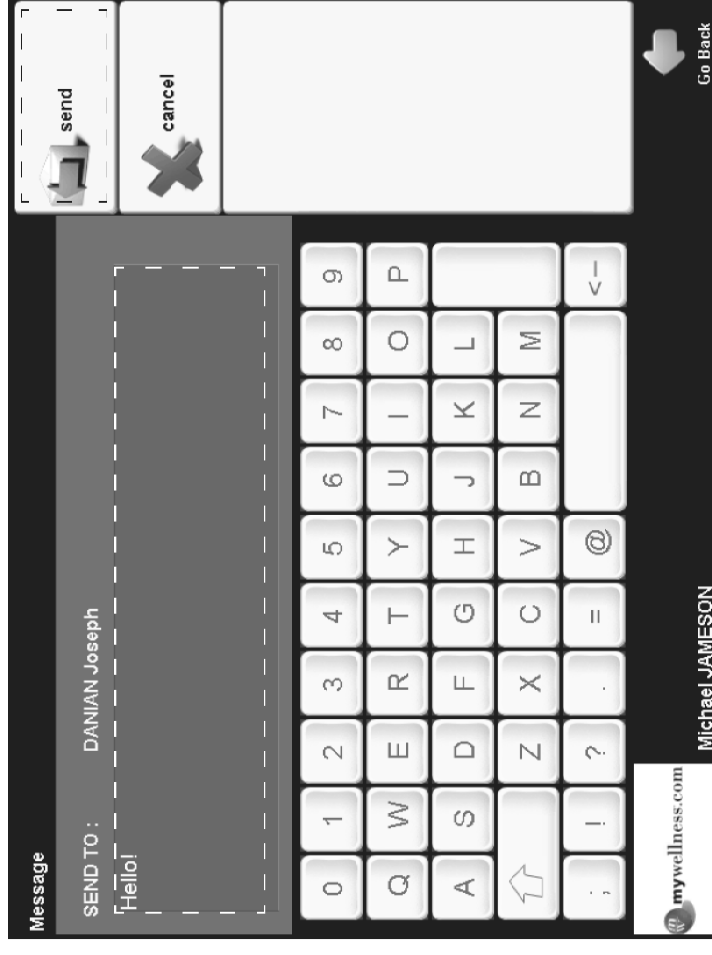 Message
SEND TO : DANIAN Joseph
Hello!
send
cancel
0 1 2 3 4 5 6 7 8 9
Q W E R T Y U I O P
A S D F G H J K L
Z X C V B N M
; ! ? . = @ <-
mywellness.com
Michael JAMESON
Go Back